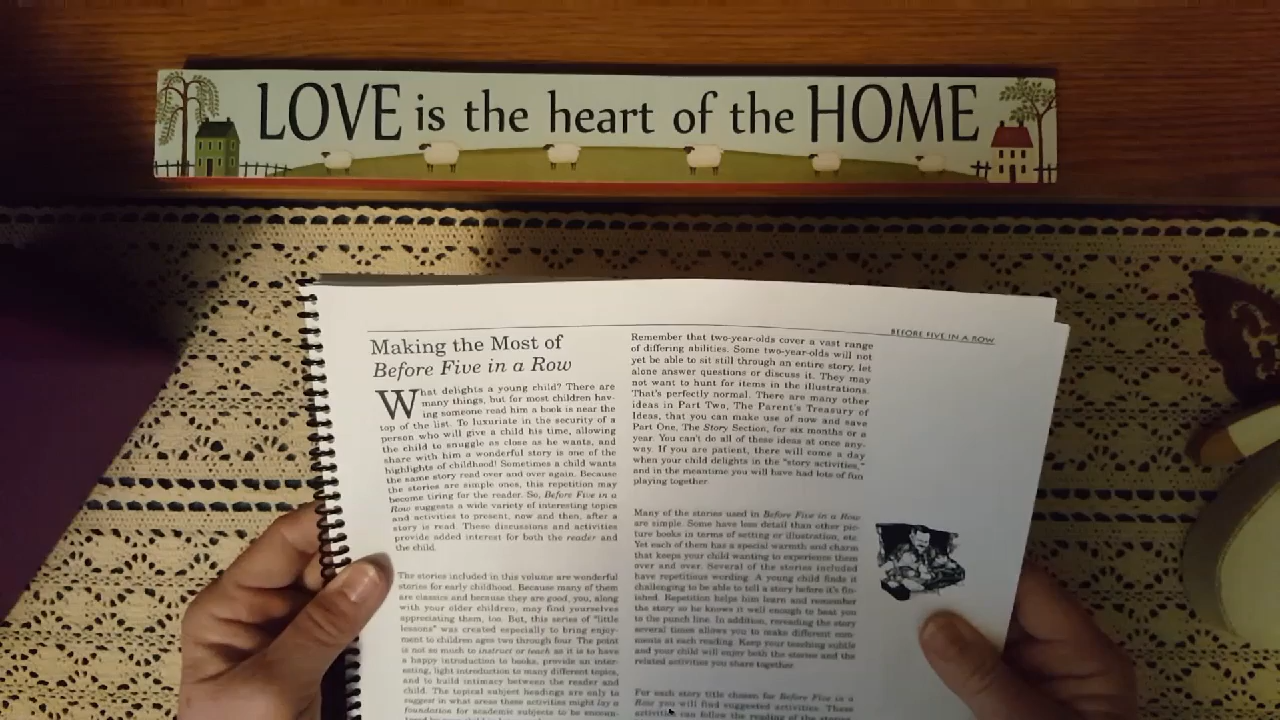 LOVE is the heart of the HOME
BEFORE FIVE IN A ROW
Making the Most of
Before Five in a Row
What delights a young child? There are
many things, but for most children hav-
ing someone read him a book is near the
top of the list. To luxuriate in the security of a
person who will give a child his time, allowing
the child to snuggle as close as he wants, and
share with him a wonderful story is one of the
highlights of childhood! Sometimes a child wants
the same story read over and over again. Because
the stories are simple ones, this repetition may
become tiring for the reader. So, Before Five in a
Row suggests a wide variety of interesting topics
and activities to present, now and then, after a
story is read. These discussions and activities
provide added interest for both the reader and
the child.
The stories included in this volume are wonderful
stories for early childhood. Because many of them
are classics and because they are good, you, along
with your older children, may find yourselves
appreciating them, too. But, this series of "little
lessons" was created especially to bring enjoy-
ment to children ages two through four. The point
is not so much to instruct or teach as it is to have
a happy introduction to books, provide an inter-
esting, light introduction to many different topics,
and to build intimacy between the reader and
child. The topical subject headings are only to
suggest in what areas these activities might lay a
foundation for academic subjects to be encoun-
Remember that two-year-olds cover a vast range
of differing abilities. Some two-year-olds will not
yet be able to sit still through an entire story, let
alone answer questions or discuss it. They may
not want to hunt for items in the illustrations.
That's perfectly normal. There are many other
ideas in Part Two, The Parent's Treasury of
Ideas, that you can make use of now and save
Part One, The Story Section, for six months or a
year. You can't do all of these ideas at once any-
way. If you are patient, there will come a day
when your child delights in the "story activities,"
and in the meantime you will have had lots of fun
playing together.
Many of the stories used in Before Five in a Row
are simple. Some have less detail than other pic-
ture books in terms of setting or illustration, etc.
Yet each of them has a special warmth and charm
that keeps your child wanting to experience them
over and over. Several of the stories included
have repetitious wording. A young child finds it
challenging to be able to tell a story before it's fin-
ished. Repetition helps him learn and remember
the story so he knows it well enough to beat you
to the punch line. In addition, rereading the story
several times allows you to make different com-
ments at each reading. Keep your teaching subtle
and your child will enjoy both the stories and the
related activities you share together.
For each story title chosen for Before Five in a
Row you will find suggested activities. These
activities can follow the reading of the stories